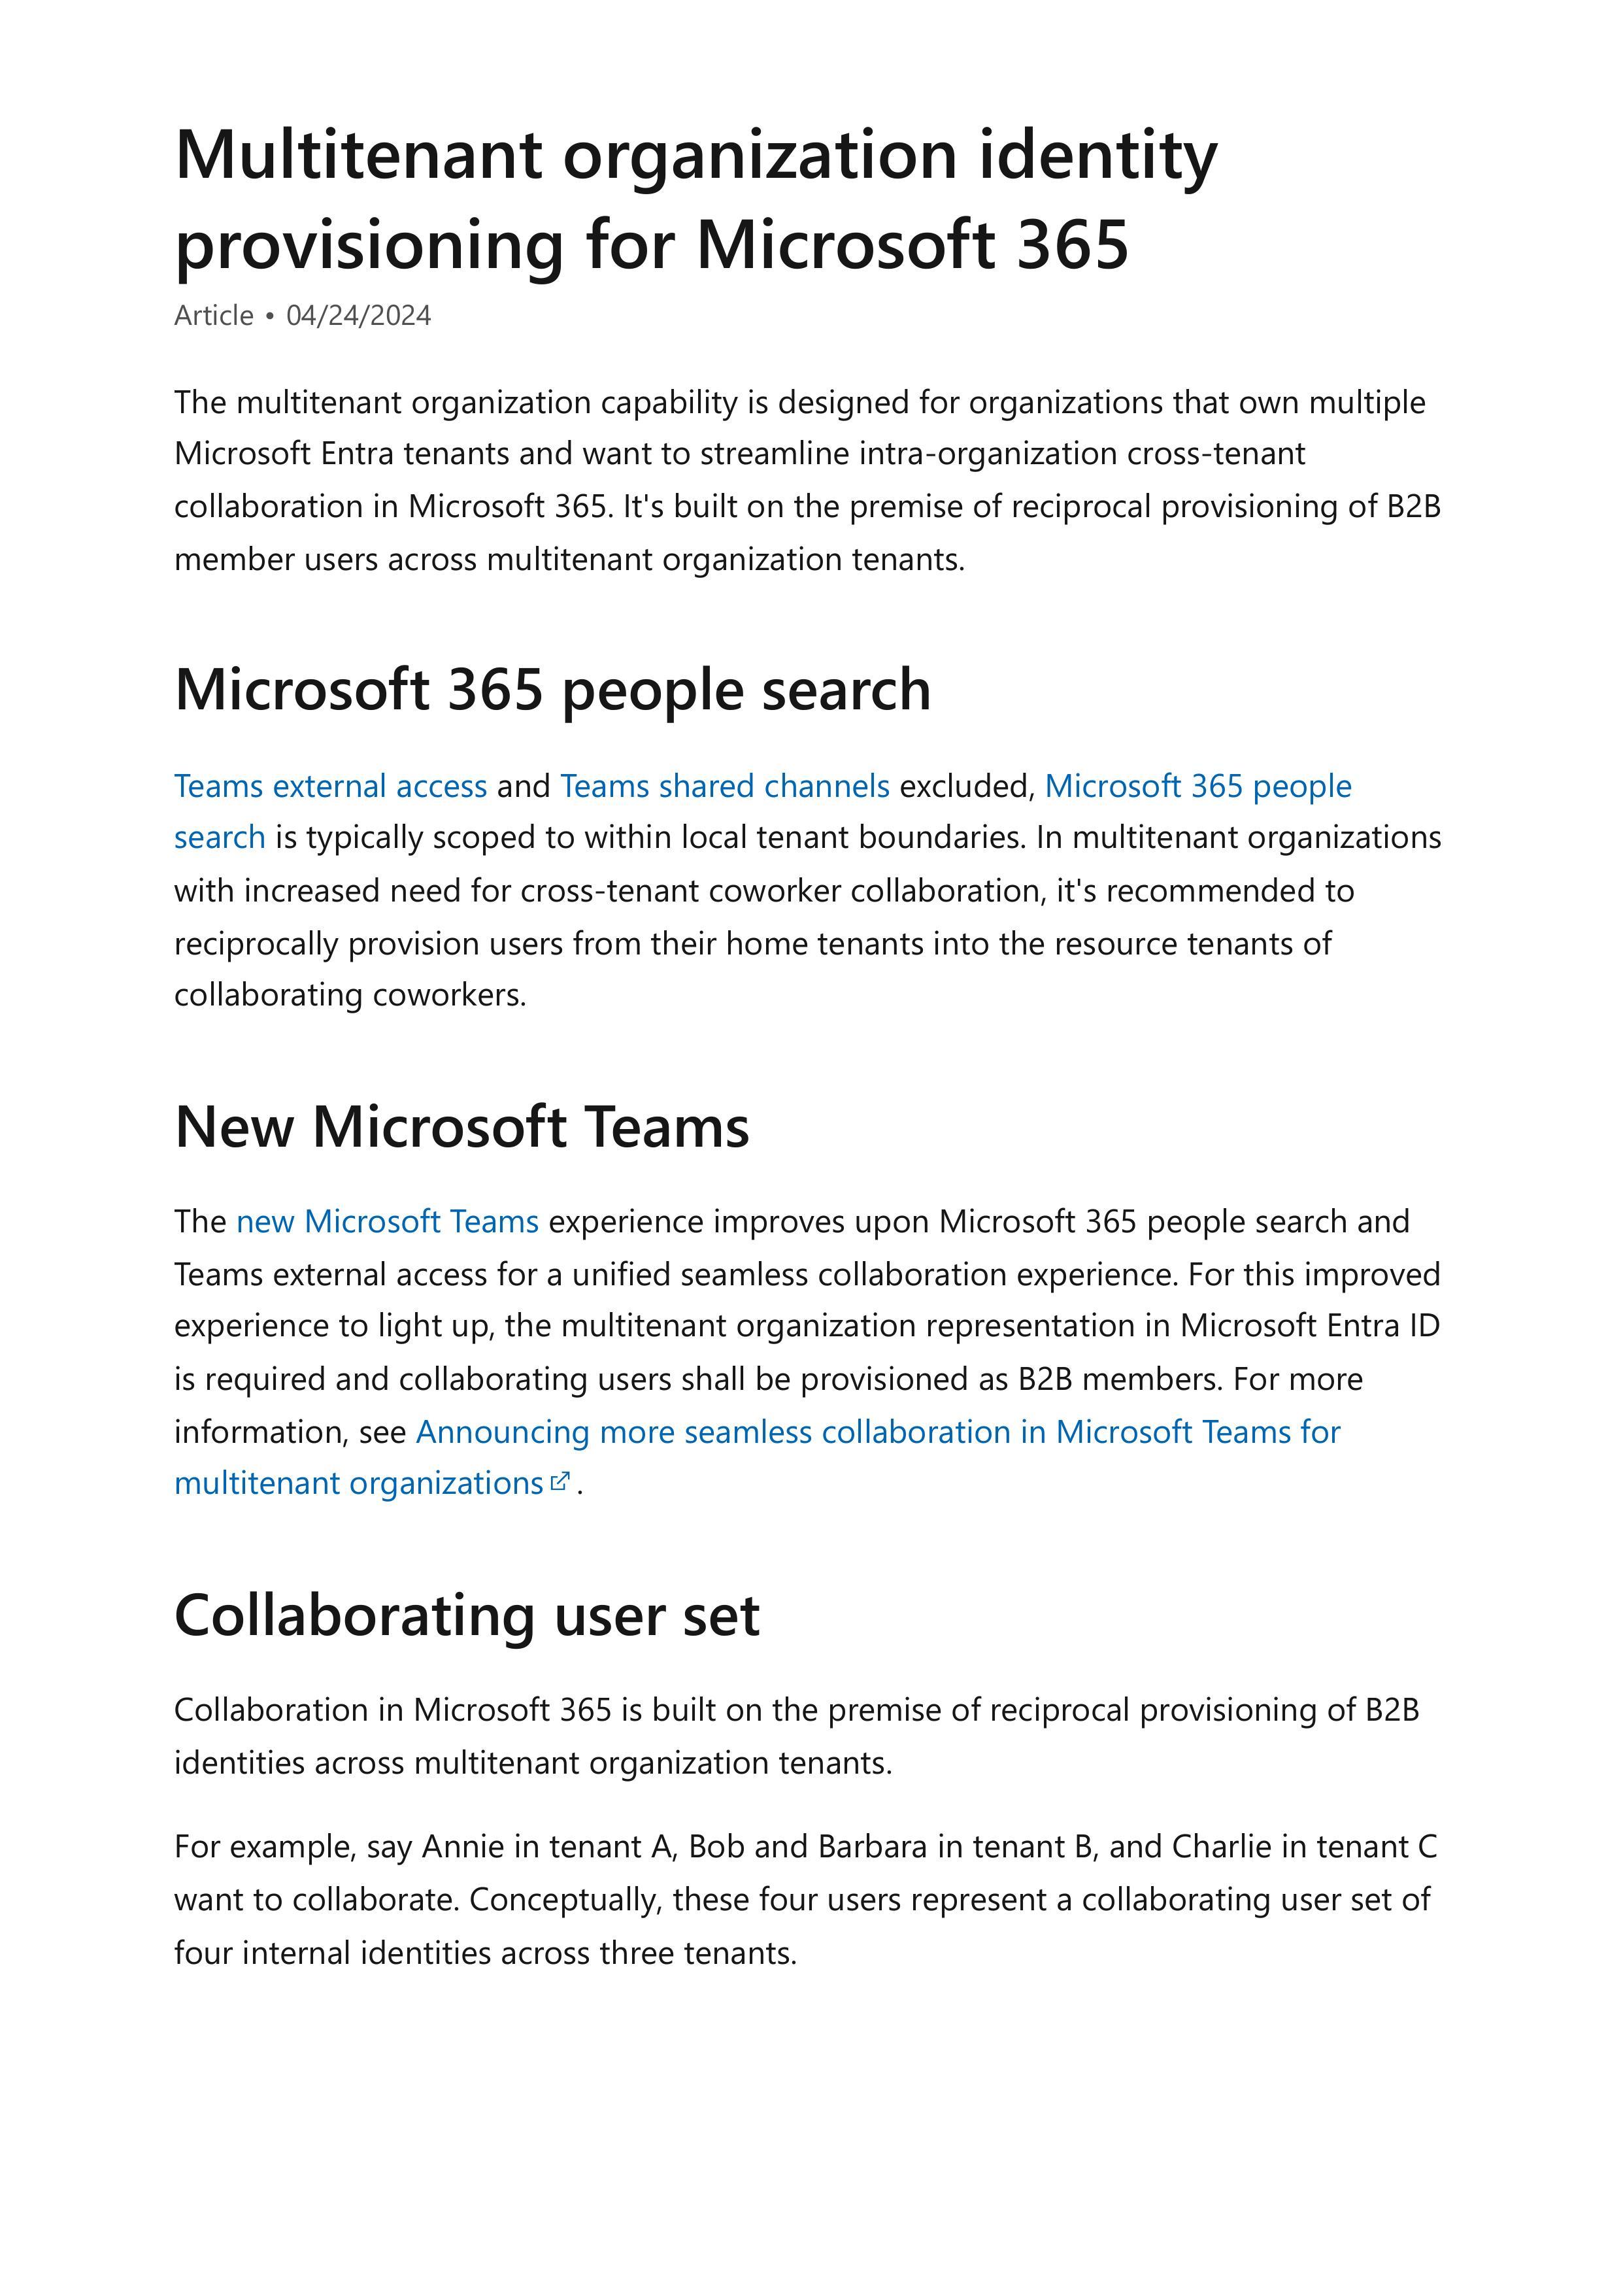 Multitenant organization identity
provisioning for Microsoft 365
Article • 04/24/2024
The multitenant organization capability is designed for organizations that own multiple
Microsoft Entra tenants and want to streamline intra-organization cross-tenant
collaboration in Microsoft 365. It's built on the premise of reciprocal provisioning of B2B
member users across multitenant organization tenants.
Microsoft 365 people search
Teams external access and Teams shared channels excluded, Microsoft 365 people
search is typically scoped to within local tenant boundaries. In multitenant organizations
with increased need for cross-tenant coworker collaboration, it's recommended to
reciprocally provision users from their home tenants into the resource tenants of
collaborating coworkers.
New Microsoft Teams
The new Microsoft Teams experience improves upon Microsoft 365 people search and
Teams external access for a unified seamless collaboration experience. For this improved
experience to light up, the multitenant organization representation in Microsoft Entra ID
is required and collaborating users shall be provisioned as B2B members. For more
information, see Announcing more seamless collaboration in Microsoft Teams for
multitenant organizations.
Collaborating user set
Collaboration in Microsoft 365 is built on the premise of reciprocal provisioning of B2B
identities across multitenant organization tenants.
For example, say Annie in tenant A, Bob and Barbara in tenant B, and Charlie in tenant C
want to collaborate. Conceptually, these four users represent a collaborating user set of
four internal identities across three tenants.